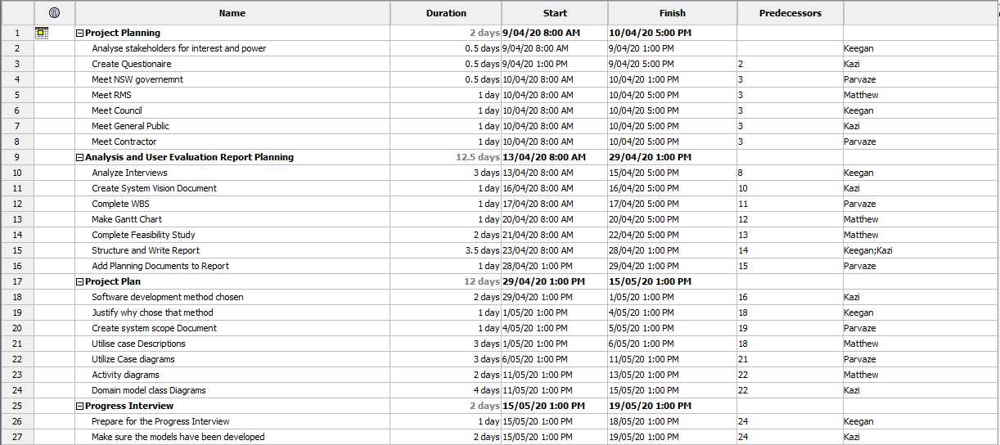 Name Duration Start Finish Predecessors
1 Project Planning 2 days 9/04/20 8:00 AM 10/04/20 5:00 PM
2 Analyse stakeholders for interest and power 0.5 days 9/04/20 8:00 AM 9/04/20 1:00 PM Keegan
3 Create Questionaire 0.5 days 9/04/20 1:00 PM 9/04/20 5:00 PM 2 Kazi
4 Meet NSW governemnt 0.5 days 10/04/20 8:00 AM 10/04/20 1:00 PM 3 Parvaze
5 Meet RMS 1 day 10/04/20 8:00 AM 10/04/20 5:00 PM 3 Matthew
6 Meet Council 1 day 10/04/20 8:00 AM 10/04/20 5:00 PM 3 Keegan
7 Meet General Public 1 day 10/04/20 8:00 AM 10/04/20 5:00 PM 3 Kazi
8 Meet Contractor 1 day 10/04/20 8:00 AM 10/04/20 5:00 PM 3 Parvaze
9 Analysis and User Evaluation Report Planning 12.5 days 13/04/20 8:00 AM 29/04/20 1:00 PM
10 Analyze Interviews 3 days 13/04/20 8:00 AM 15/04/20 5:00 PM 8 Keegan
11 Create System Vision Document 1 day 16/04/20 8:00 AM 16/04/20 5:00 PM 10 Kazi
12 Complete WBS 1 day 17/04/20 8:00 AM 17/04/20 5:00 PM 11 Parvaze
13 Make Gantt Chart 1 day 20/04/20 8:00 AM 20/04/20 5:00 PM 12 Matthew
14 Complete Feasibility Study 2 days 21/04/20 8:00 AM 22/04/20 5:00 PM 13 Matthew
15 Structure and Write Report 3.5 days 23/04/20 8:00 AM 28/04/20 1:00 PM 14 Keegan;Kazi
16 Add Planning Documents to Report 1 day 28/04/20 1:00 PM 29/04/20 1:00 PM 15 Parvaze
17 Project Plan 12 days 29/04/20 1:00 PM 15/05/20 1:00 PM
18 Software development method chosen 2 days 29/04/20 1:00 PM 1/05/20 1:00 PM 16 Kazi
19 Justify why chose that method 1 day 1/05/20 1:00 PM 4/05/20 1:00 PM 18 Keegan
20 Create system scope Document 1 day 4/05/20 1:00 PM 5/05/20 1:00 PM 19 Parvaze
21 Utilise case Descriptions 3 days 1/05/20 1:00 PM 6/05/20 1:00 PM 18 Matthew
22 Utilize Case diagrams 3 days 6/05/20 1:00 PM 11/05/20 1:00 PM 21 Parvaze
23 Activity diagrams 2 days 11/05/20 1:00 PM 13/05/20 1:00 PM 22 Matthew
24 Domain model class Diagrams 4 days 11/05/20 1:00 PM 15/05/20 1:00 PM 22 Kazi
25 Progress Interview 2 days 15/05/20 1:00 PM 19/05/20 1:00 PM
26 Prepare for the Progress Interview 1 day 15/05/20 1:00 PM 18/05/20 1:00 PM 24 Keegan
27 Make sure the models have been developed 2 days 15/05/20 1:00 PM 19/05/20 1:00 PM 24 Kazi